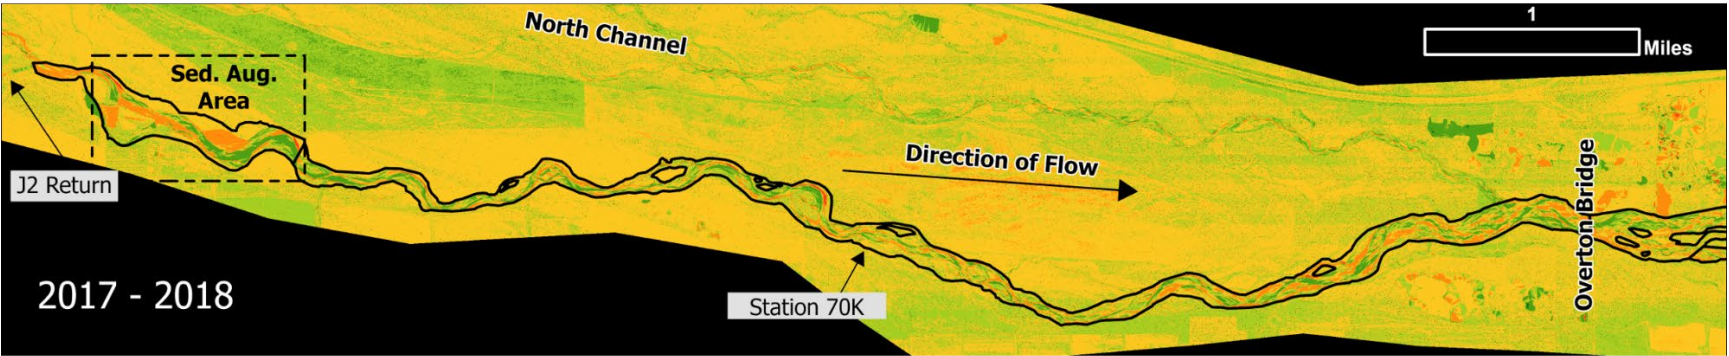 North Channel
1
Miles
Sed. Aug.
Area
J2 Return
Direction of Flow
Overton Bridge
2017 - 2018
Station 70K